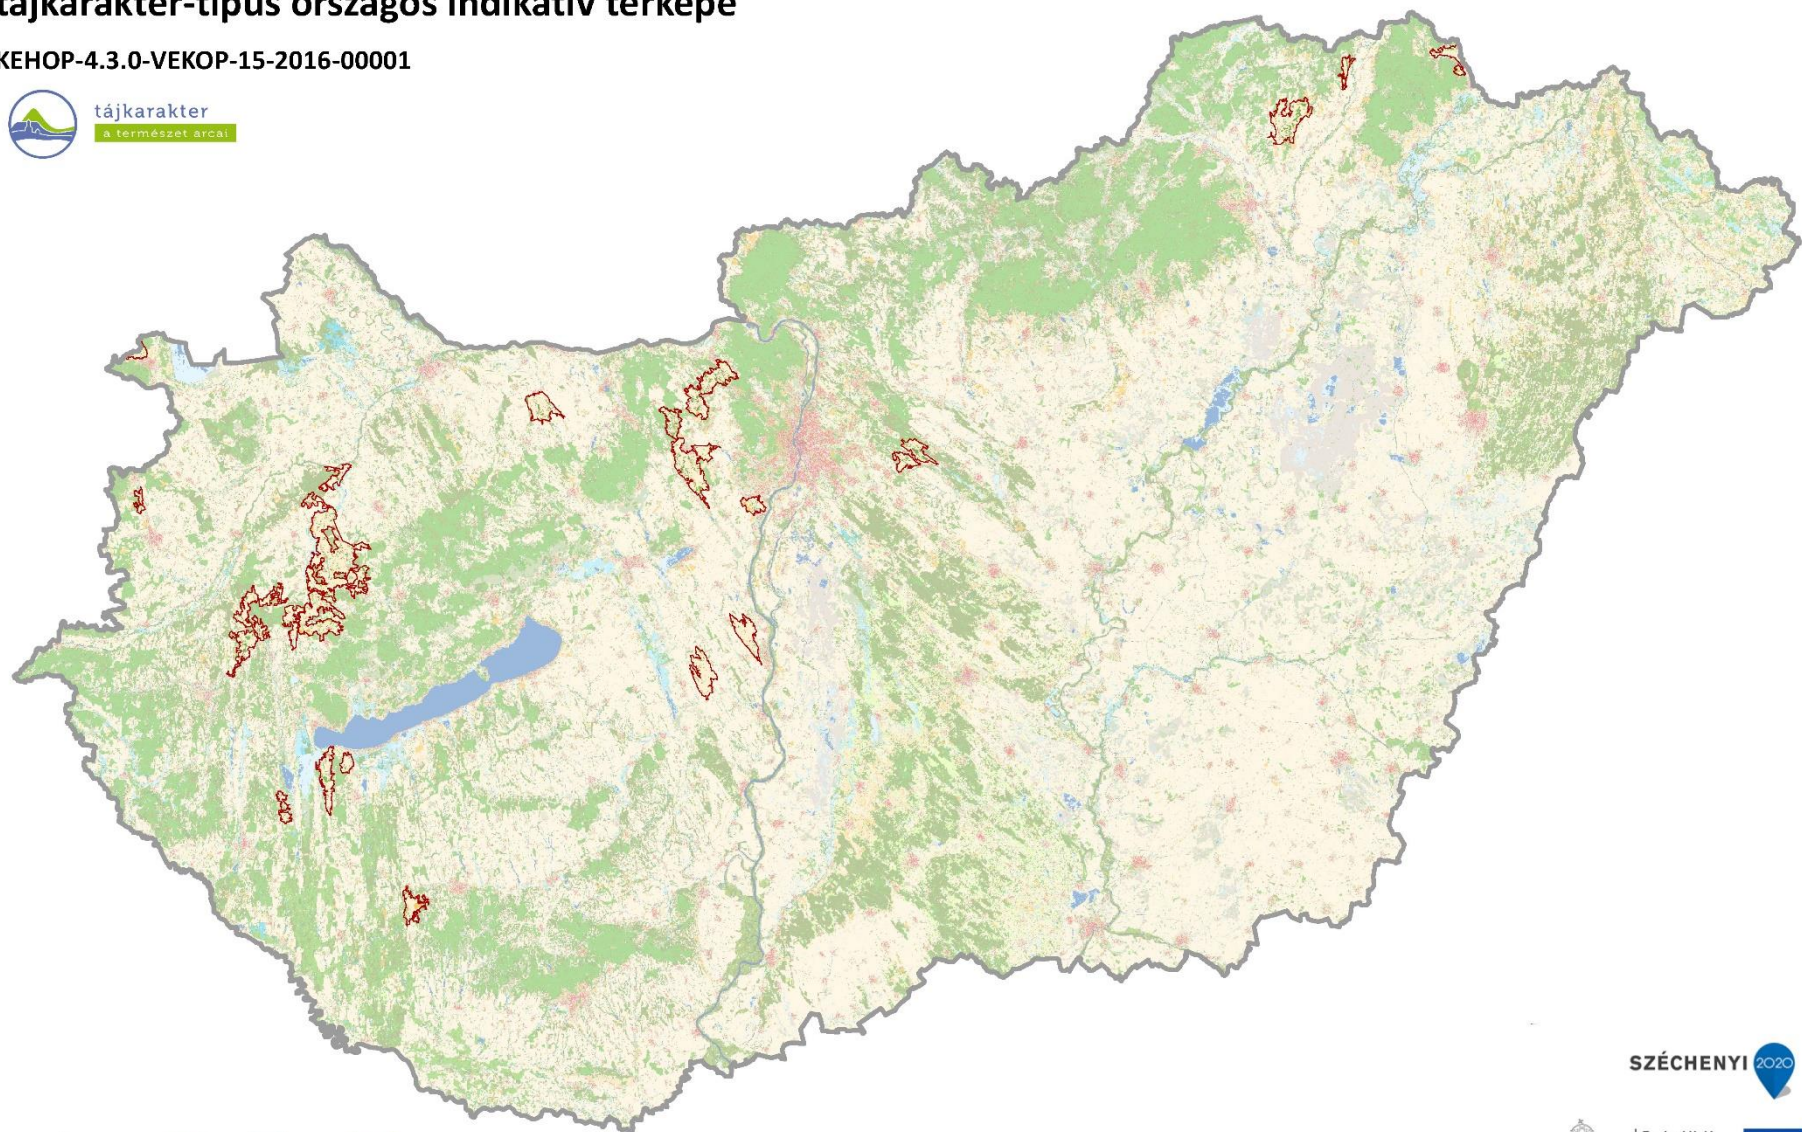 tájkarakter-típus országos indikatív térképe
KEHOP-4.3.0-VEKOP-15-2016-00001
tájkarakter
a természet arcai
SZÉCHENYI 2020